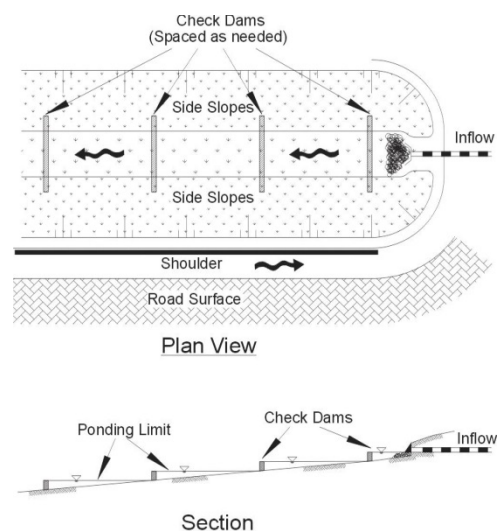 Check Dams
(Spaced as needed)
Side Slopes
Inflow
Side Slopes
Shoulder
Road Surface
Plan View
Ponding Limit
Check Dams
Inflow
Section